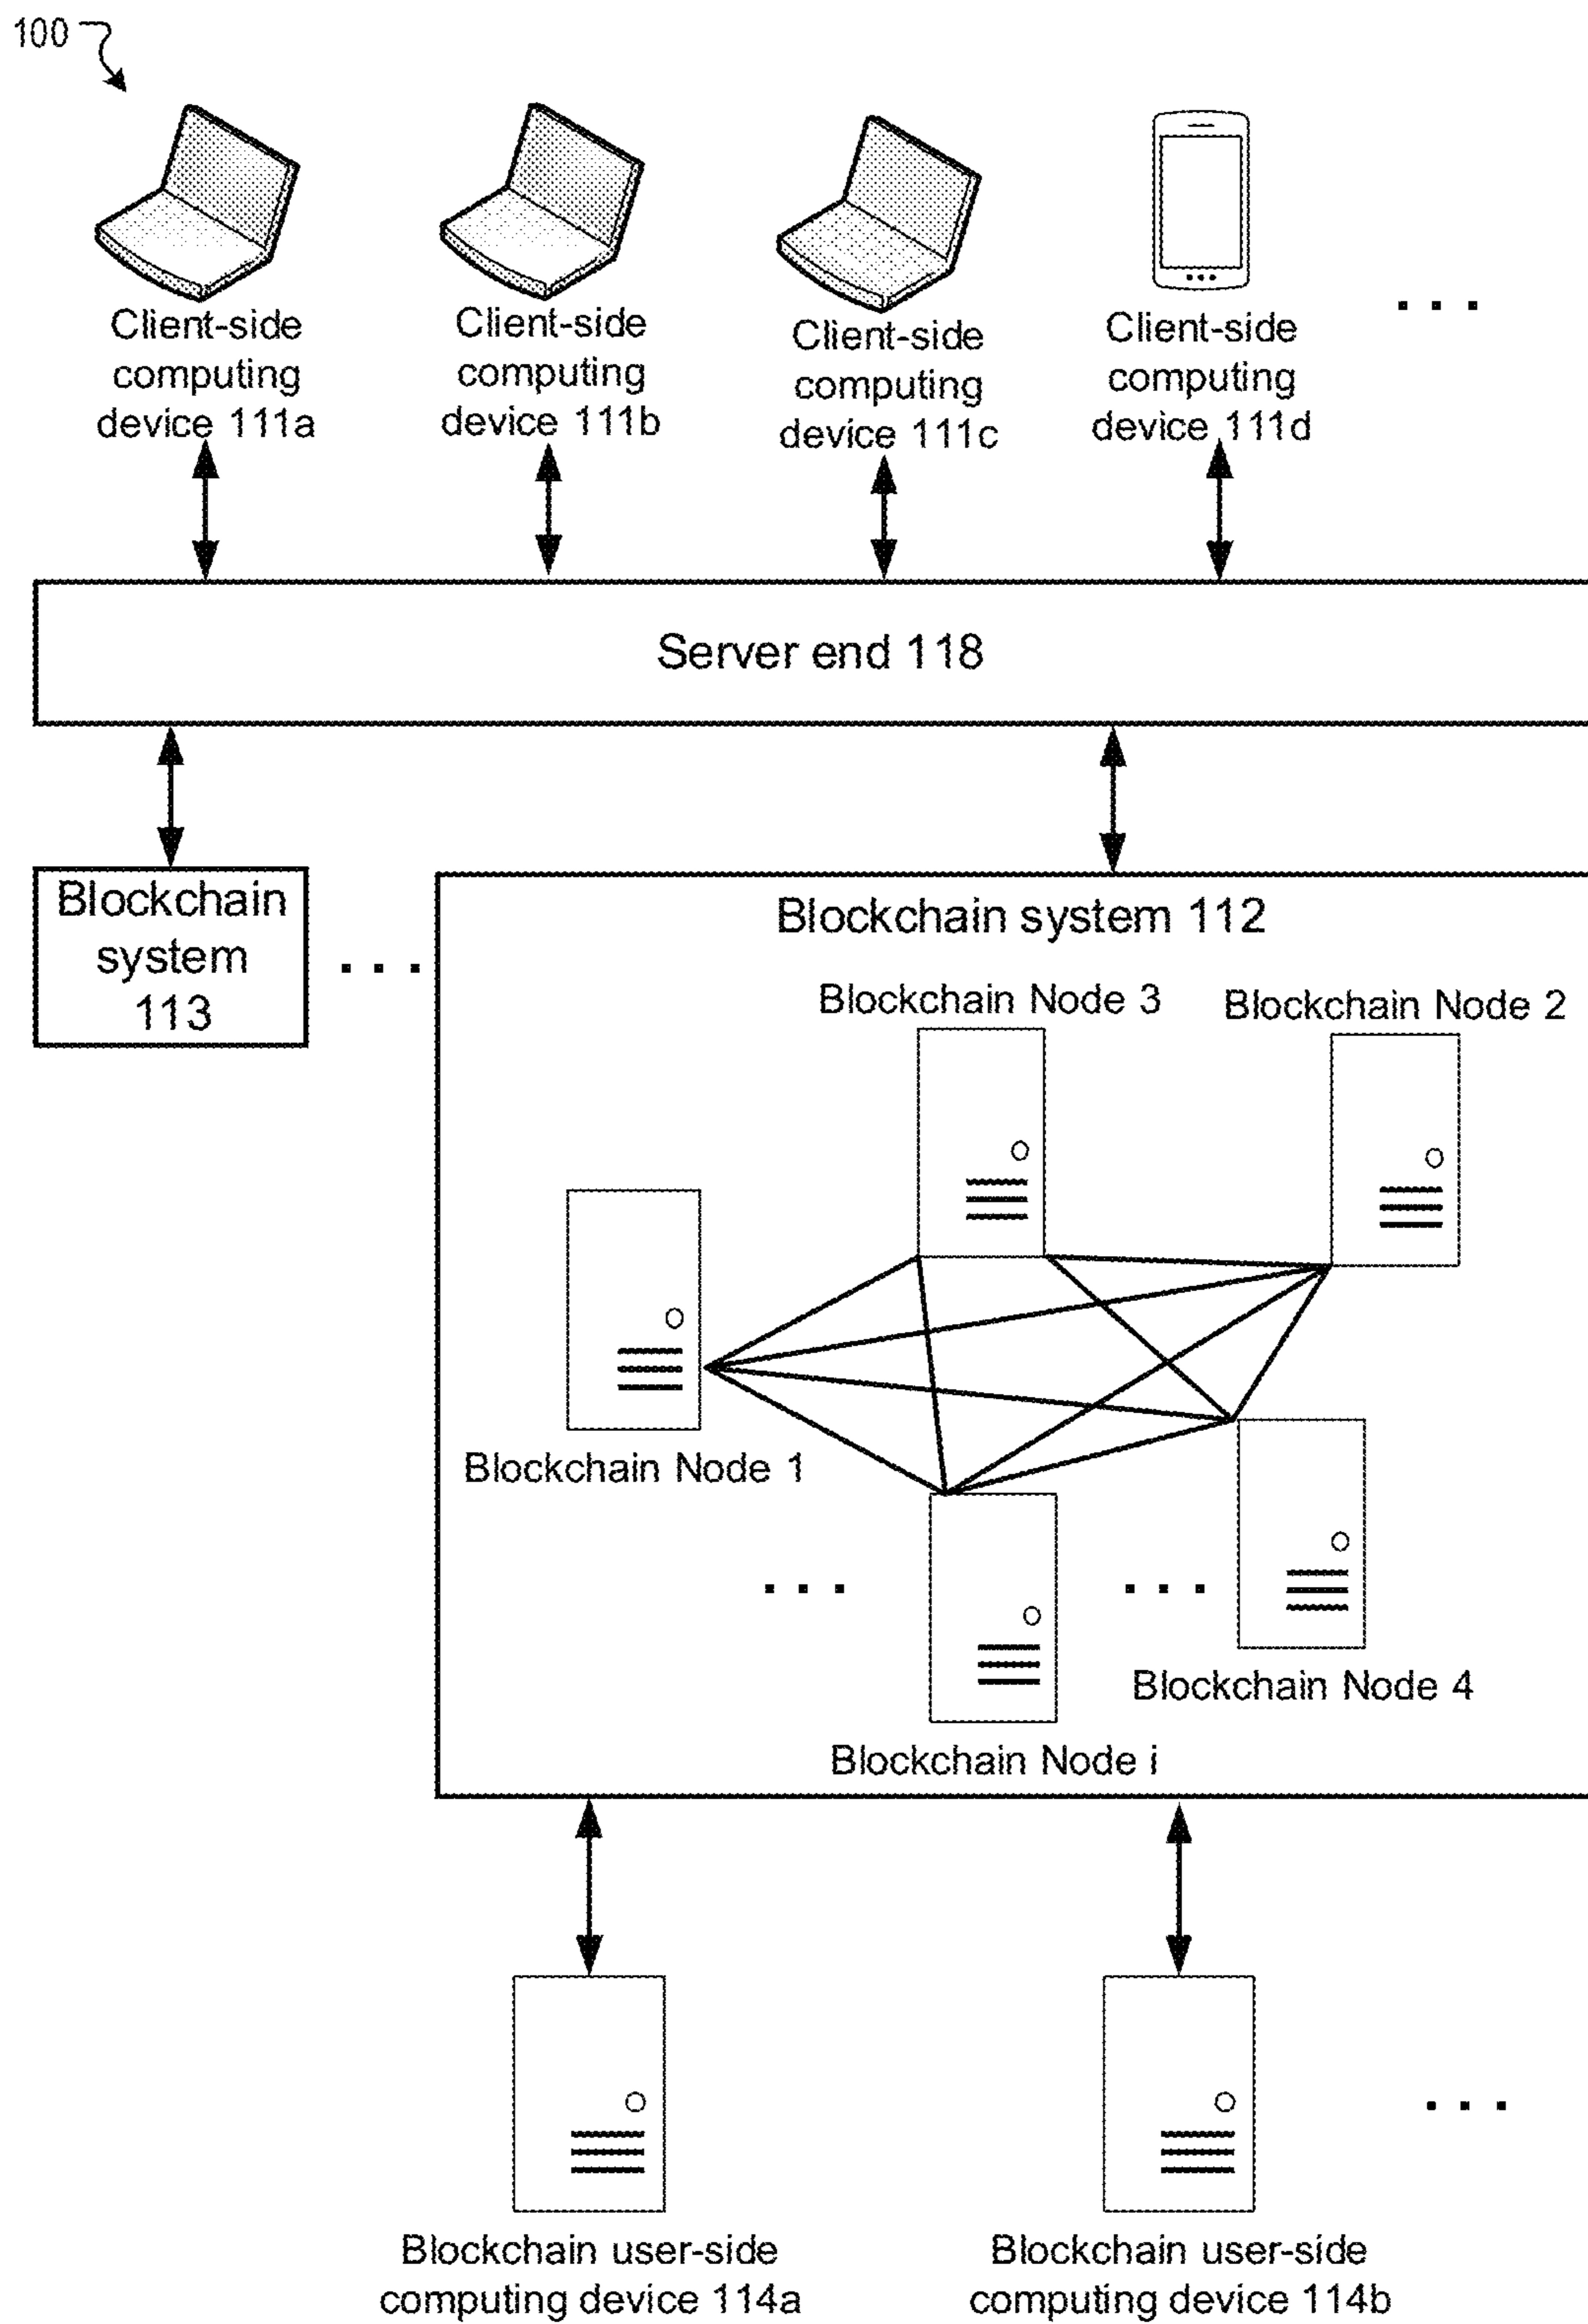 100
Client-side
computing
device 111a
Client-side
computing
device 111b
Client-side
computing
device 111c
Client-side
computing
device 111d
. . .
Server end 118
Blockchain
system
113
. . .
Blockchain system 112
Blockchain Node 3
Blockchain Node 2
Blockchain Node 1
. . .
. . .
Blockchain Node 4
Blockchain Node i
. . .
Blockchain user-side
computing device 114a
Blockchain user-side
computing device 114b